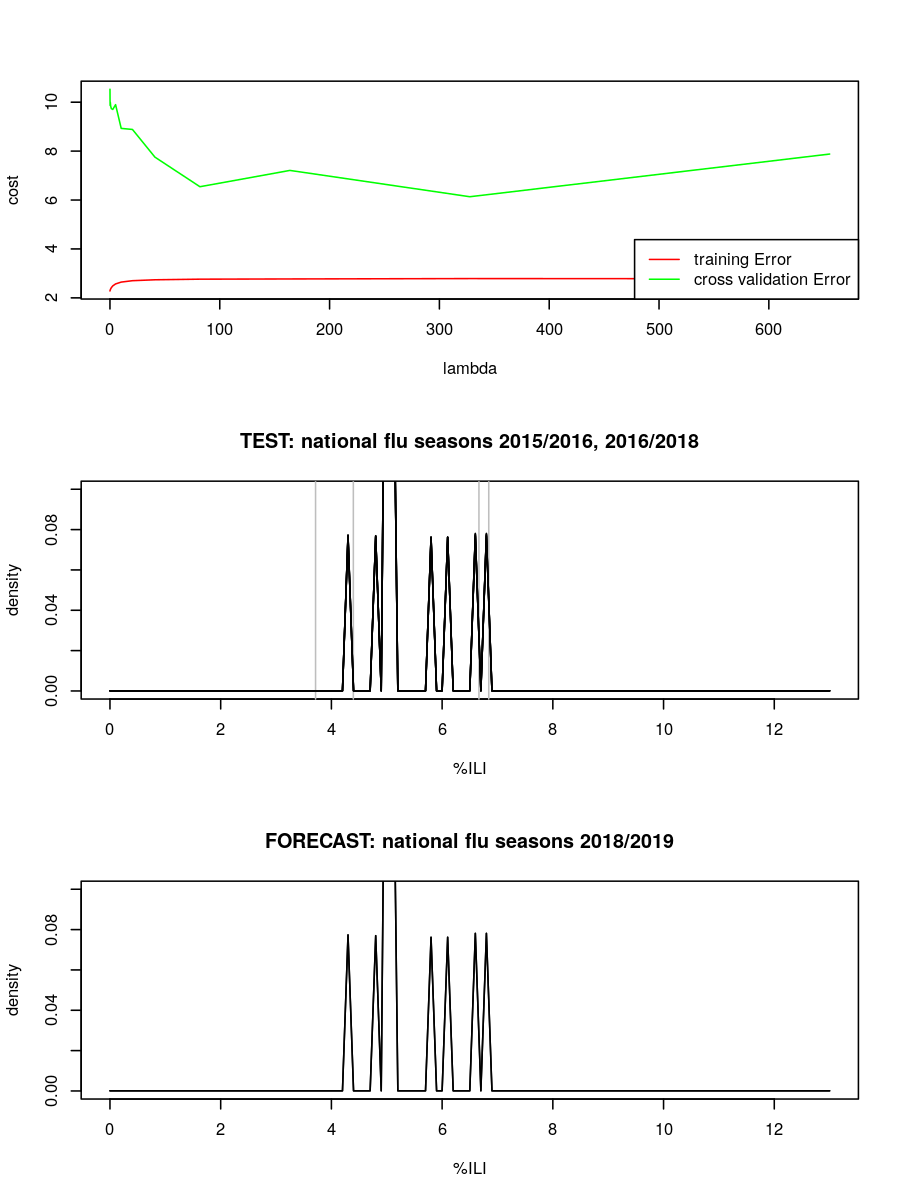 cost
2 4 6 8 10
training Error
cross validation Error
0 100 200 300 400 500 600
lambda
TEST: national flu seasons 2015/2016, 2016/2018
density
0.00 0.04 0.08
0 2 4 6 8 10 12
%ILI
FORECAST: national flu seasons 2018/2019
density
0.00 0.04 0.08
0 2 4 6 8 10 12
%ILI